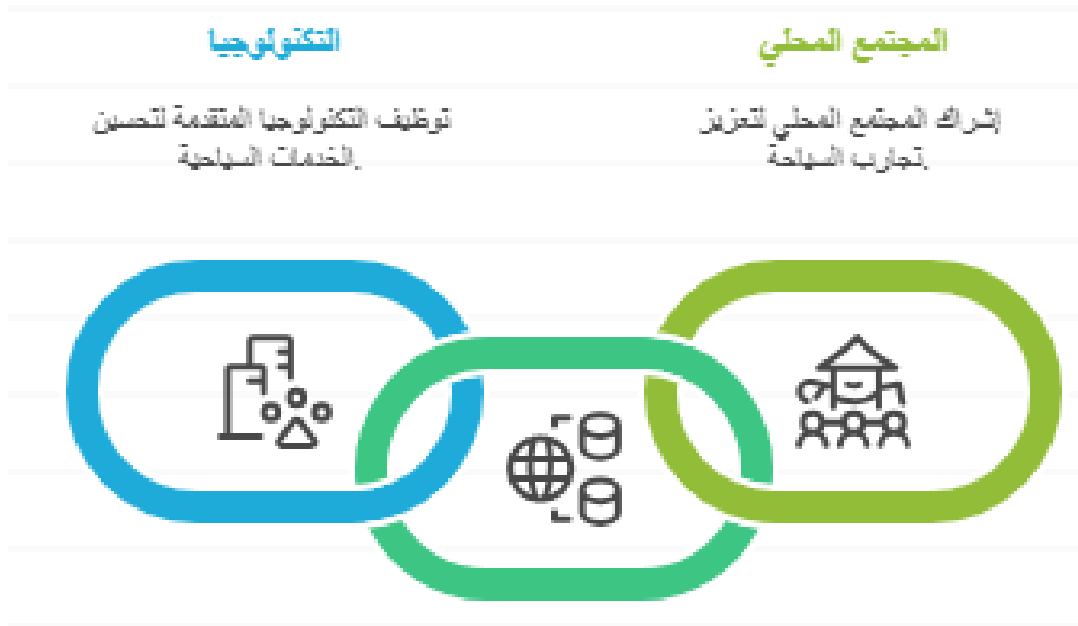 المجتمع المحلي
إشراك المجتمع المحلي لتعزيز
تجارب السياحة.
التكنولوجيا
توظيف التكنولوجيا المتقدمة لتحسين
الخدمات السياحية.